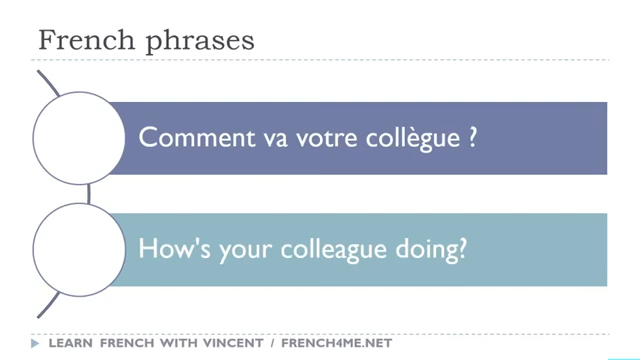 French phrases
Comment va votre collègue ?
How's your colleague doing?
LEARN FRENCH WITH VINCENT / FRENCH4ME.NET